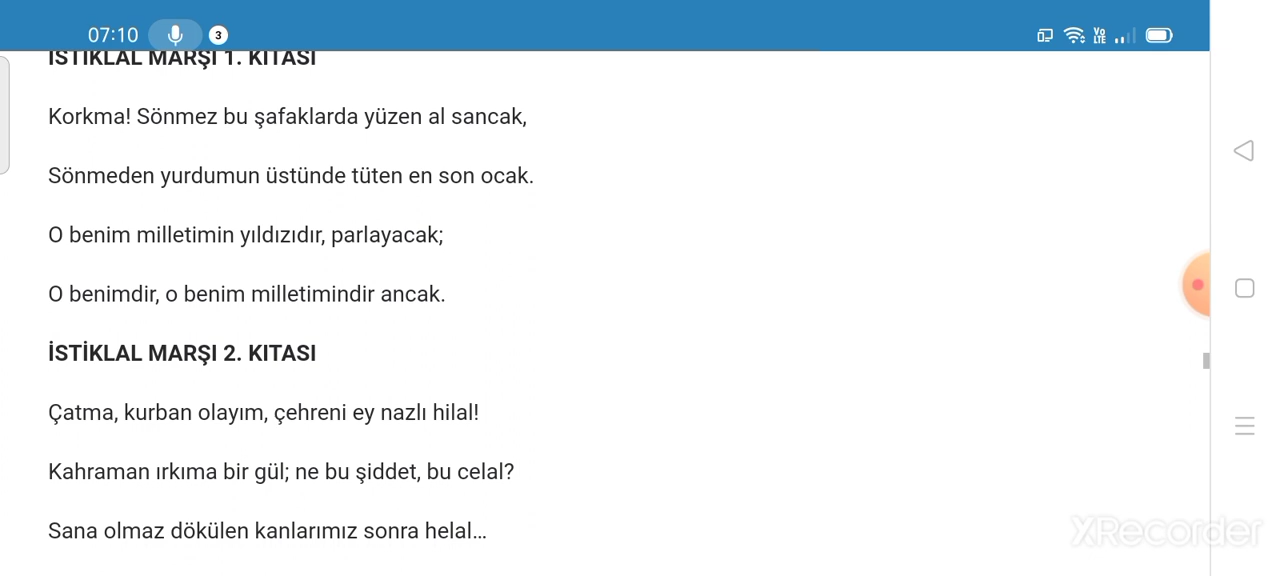 07:10
3
Vo
LTE
İSTİKLAL MARŞI 1. KITASI
Korkma! Sönmez bu şafaklarda yüzen al sancak,
Sönmeden yurdumun üstünde tüten en son ocak.
O benim milletimin yıldızıdır, parlayacak;
O benimdir, o benim milletimindir ancak.
İSTİKLAL MARŞI 2. KITASI
Çatma, kurban olayım, çehreni ey nazlı hilal!
Kahraman ırkıma bir gül; ne bu şiddet, bu celal?
Sana olmaz dökülen kanlarımız sonra helal...
XRecorder